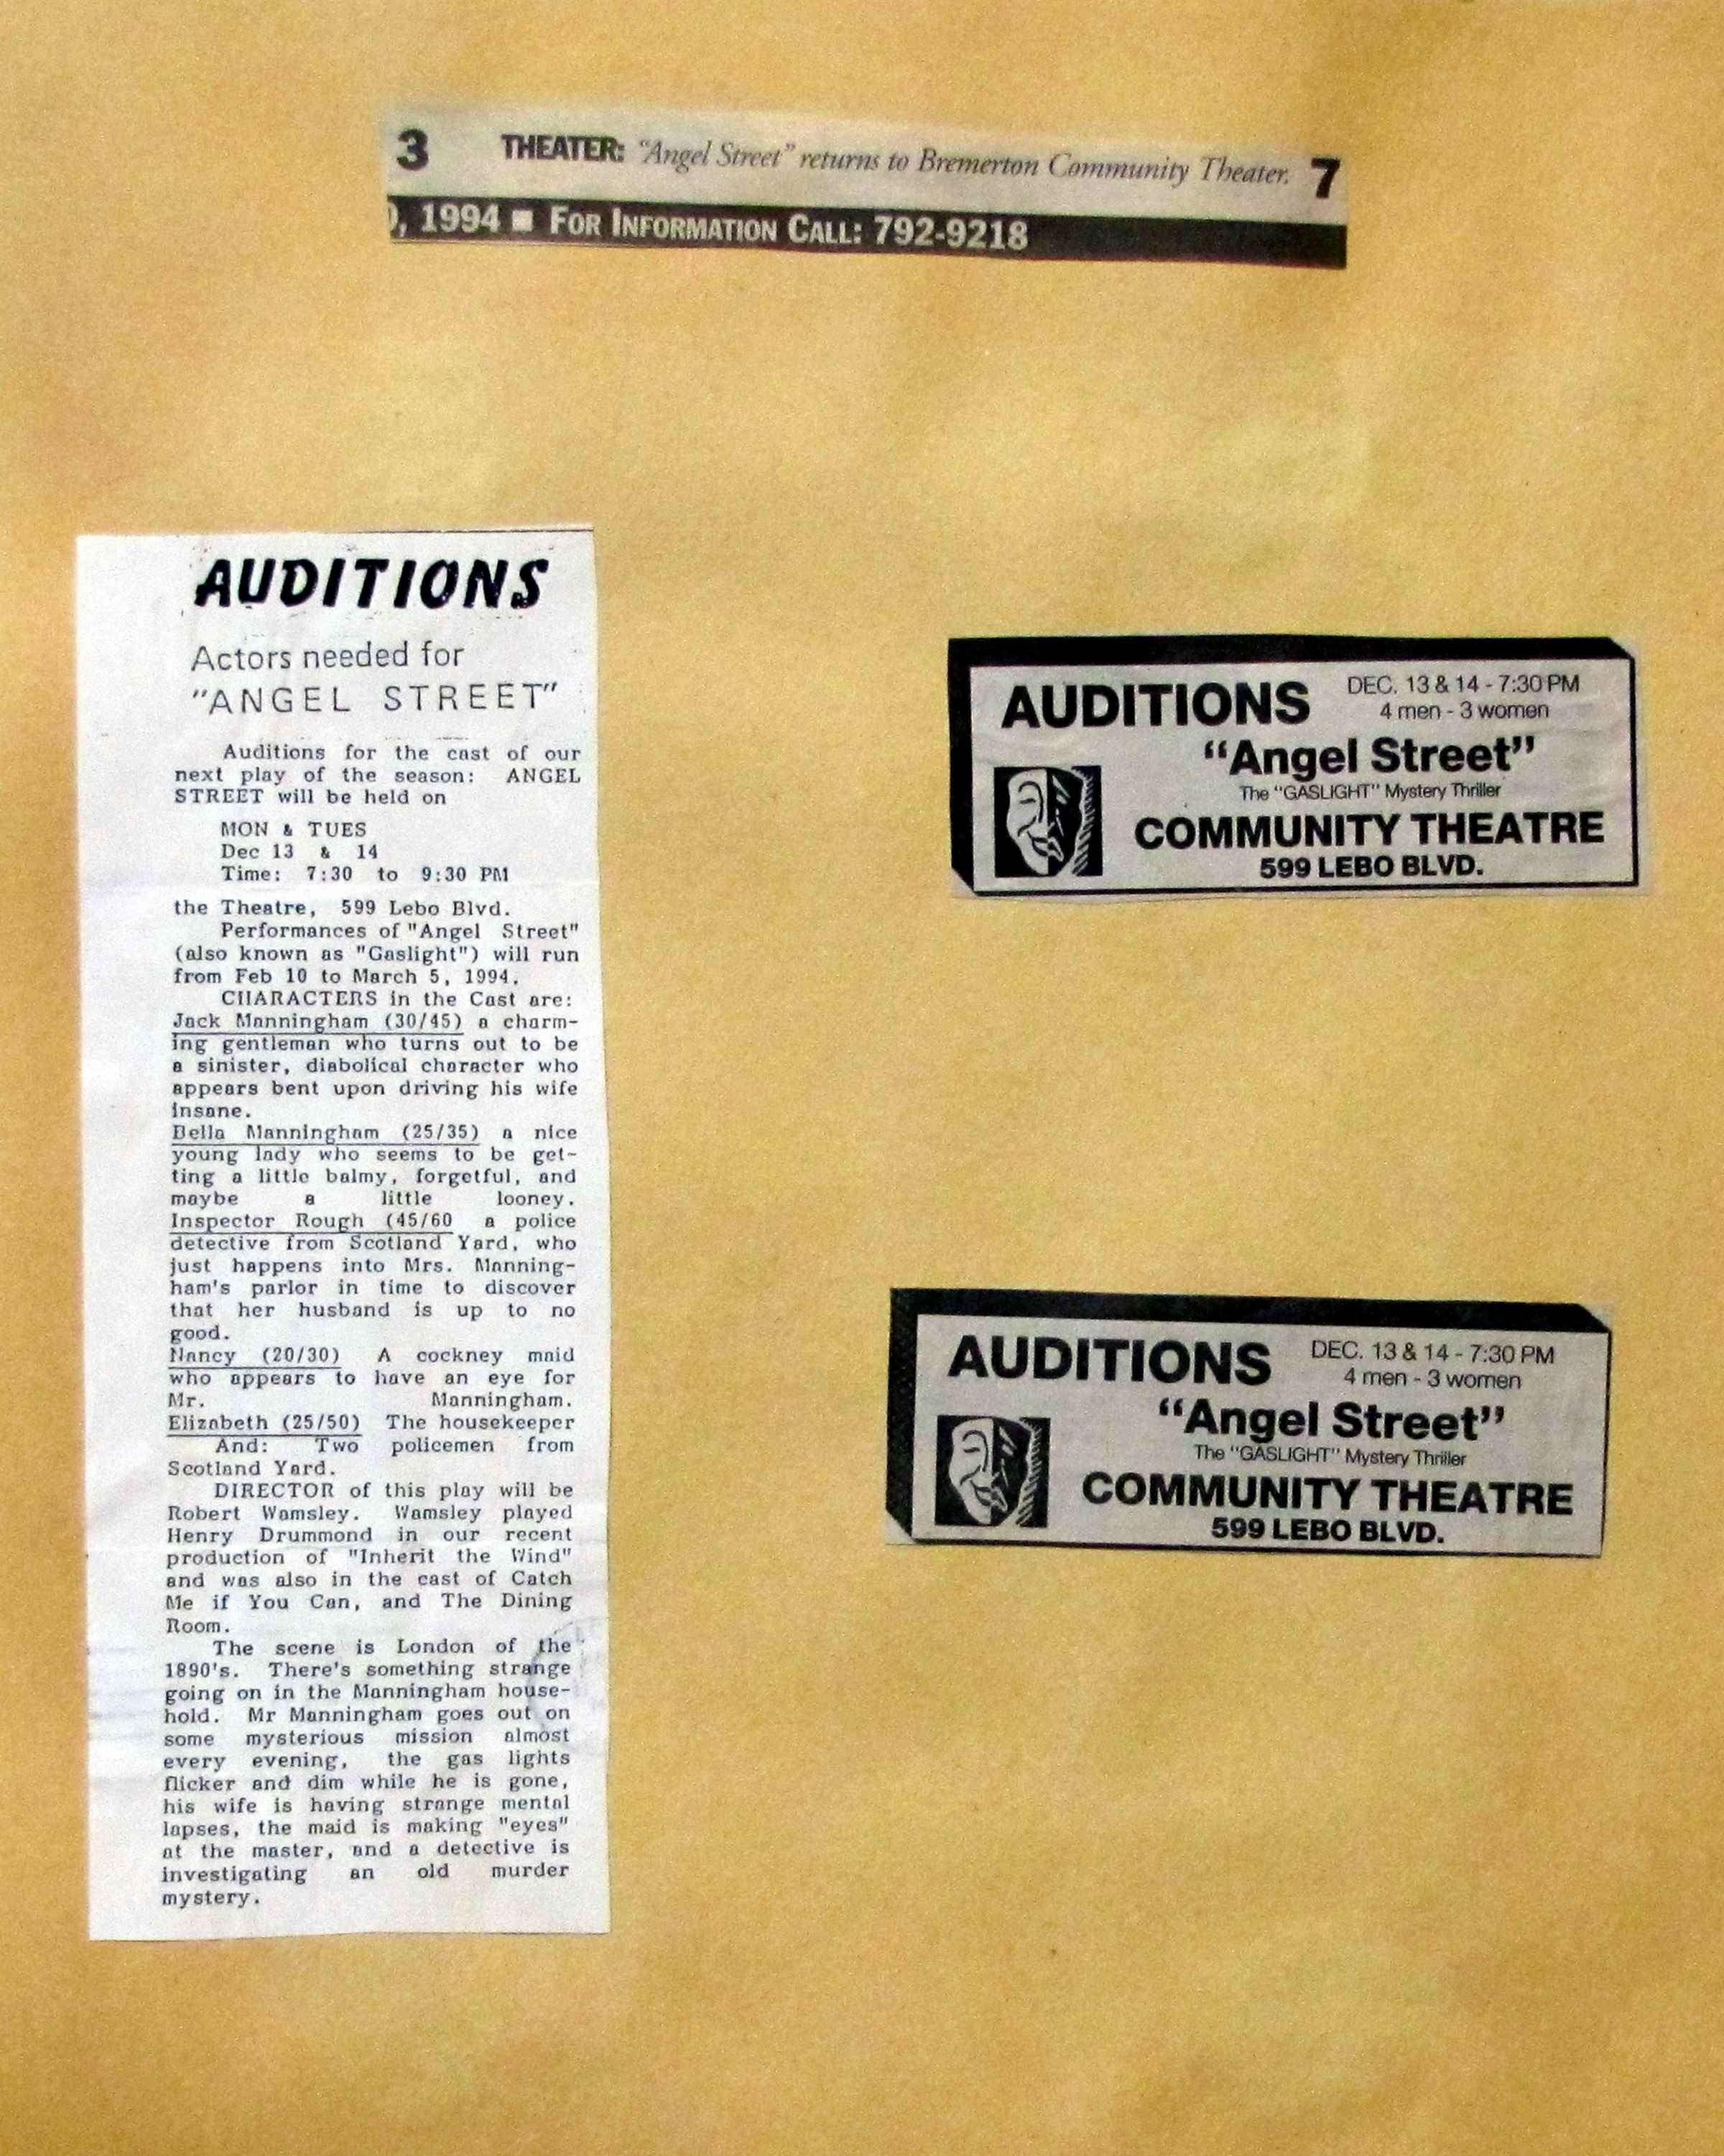 3 THEATER: “Angel Street” returns to Bremerton Community Theater. 7
, 1994 ■ FOR INFORMATION CALL: 792-9218
AUDITIONS
Actors needed for
"ANGEL STREET"
Auditions for the cast of our
next play of the season: ANGEL
STREET will be held on
MON & TUES
Dec 13 & 14
Time: 7:30 to 9:30 PM
the Theatre, 599 Lebo Blvd.
Performances of "Angel Street"
(also known as "Gaslight") will run
from Feb 10 to March 5, 1994.
CHARACTERS in the Cast are:
Jack Manningham (30/45) a charm-
ing gentleman who turns out to be
a sinister, diabolical character who
appears bent upon driving his wife
insane.
Bella Manningham (25/35) a nice
young lady who seems to be get-
ting a little balmy, forgetful, and
maybe a little looney.
Inspector Rough (45/60 a police
detective from Scotland Yard, who
just happens into Mrs. Manning-
ham's parlor in time to discover
that her husband is up to no
good.
Nancy (20/30) A cockney maid
who appears to have an eye for
Mr. Manningham.
Elizabeth (25/50) The housekeeper
And: Two policemen from
Scotland Yard.
DIRECTOR of this play will be
Robert Wamsley. Wamsley played
Henry Drummond in our recent
production of "Inherit the Wind"
and was also in the cast of Catch
Me if You Can, and The Dining
Room.
The scene is London of the
1890's. There's something strange
going on in the Manningham house-
hold. Mr Manningham goes out on
some mysterious mission almost
every evening, the gas lights
flicker and dim while he is gone,
his wife is having strange mental
lapses, the maid is making "eyes"
at the master, and a detective is
investigating an old murder
mystery.
AUDITIONS DEC. 13 & 14 - 7:30 PM
4 men - 3 women
“Angel Street”
The “GASLIGHT” Mystery Thriller
COMMUNITY THEATRE
599 LEBO BLVD.
AUDITIONS DEC. 13 & 14 - 7:30 PM
4 men - 3 women
“Angel Street”
The “GASLIGHT” Mystery Thriller
COMMUNITY THEATRE
599 LEBO BLVD.